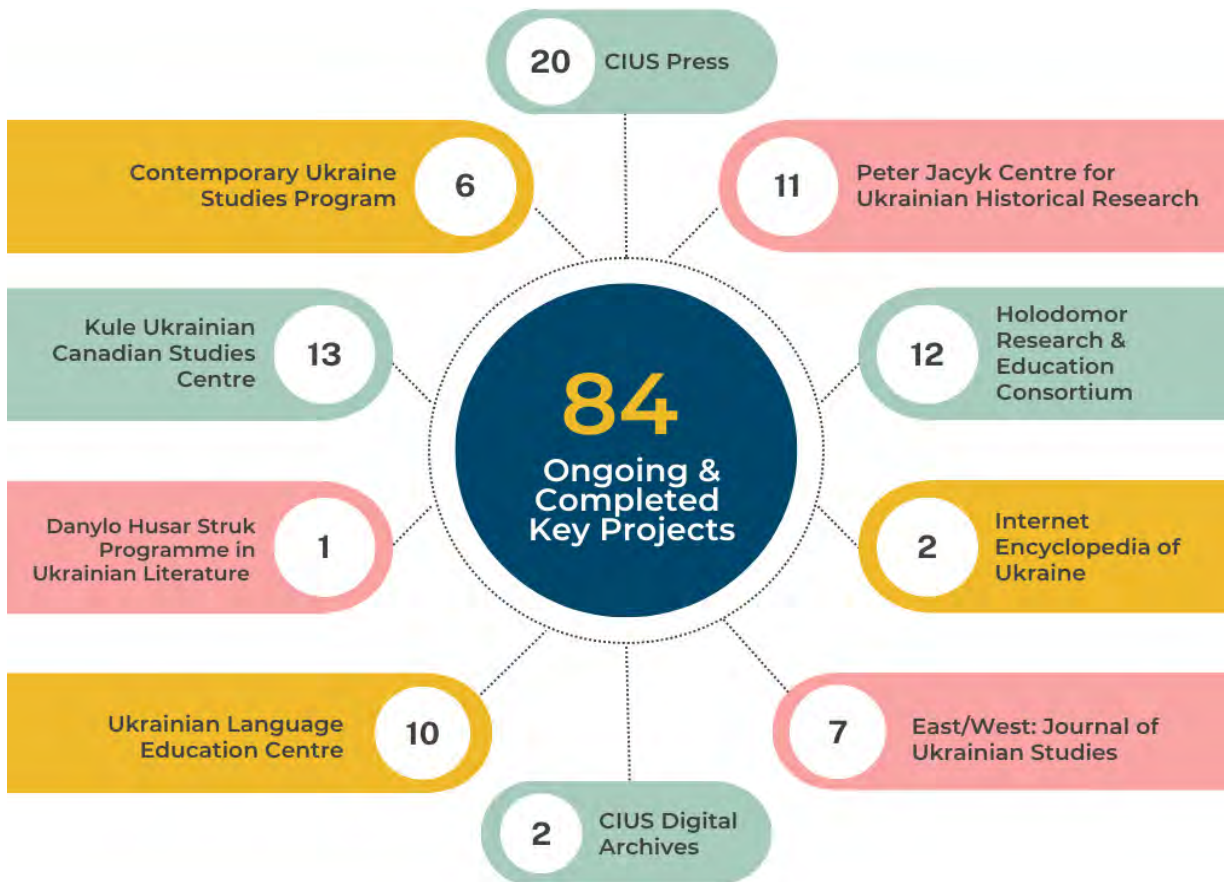 20
CIUS Press
Contemporary Ukraine
Studies Program
6
11
Peter Jacyk Centre for
Ukrainian Historical Research
Kule Ukrainian
Canadian Studies
Centre
13
12
Holodomor
Research &
Education
Consortium
84
Ongoing &
Completed
Key Projects
Danylo Husar Struk
Programme in
Ukrainian Literature
1
2
Internet
Encyclopedia of
Ukraine
Ukrainian Language
Education Centre
10
7
East/West: Journal of
Ukrainian Studies
2
CIUS Digital
Archives